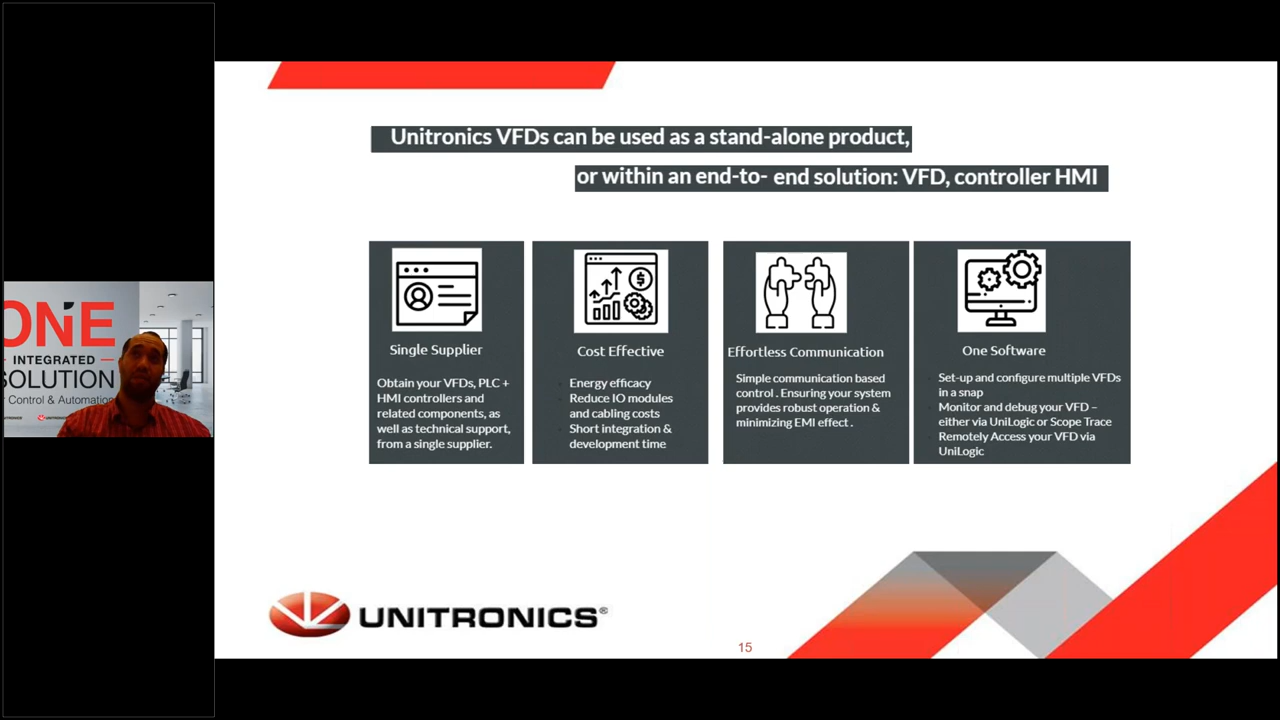 ONE
INTEGRATED
SOLUTION
Control & Automation
Unitronics VFDs can be used as a stand-alone product,
or within an end-to- end solution: VFD, controller HMI
Single Supplier
Obtain your VFDs, PLC +
HMI controllers and
related components, as
well as technical support,
from a single supplier.
Cost Effective
Energy efficacy
Reduce IO modules
and cabling costs
Short integration &
development time
Effortless Communication
Simple communication based
control . Ensuring your system
provides robust operation &
minimizing EMI effect .
One Software
Set-up and configure multiple VFDs
in a snap
Monitor and debug your VFD –
either via UniLogic or Scope Trace
Remotely Access your VFD via
UniLogic
UNITRONICS®
15